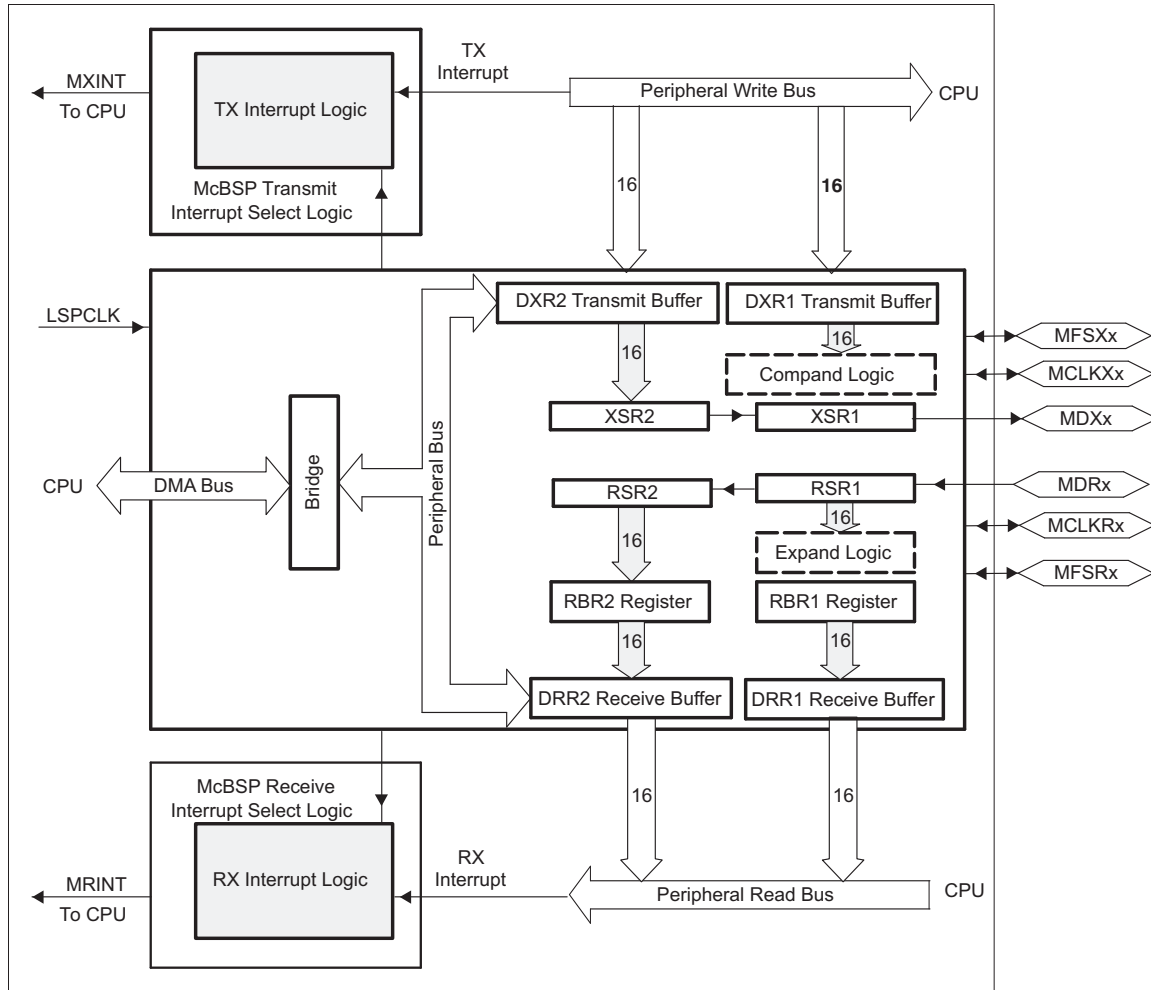 TX
Interrupt
MXINT
To CPU
TX Interrupt Logic
Peripheral Write Bus
CPU
McBSP Transmit
Interrupt Select Logic
16
16
LSPCLK
DXR2 Transmit Buffer
DXR1 Transmit Buffer
16
16
Compand Logic
XSR2
XSR1
MFSXx
MCLKXx
MDXx
CPU
DMA Bus
Bridge
Peripheral Bus
RSR2
RSR1
MDRx
16
16
Expand Logic
MCLKRx
MFSRx
RBR2 Register
RBR1 Register
16
16
DRR2 Receive Buffer
DRR1 Receive Buffer
McBSP Receive
Interrupt Select Logic
16
16
RX Interrupt Logic
RX
Interrupt
MRINT
To CPU
Peripheral Read Bus
CPU